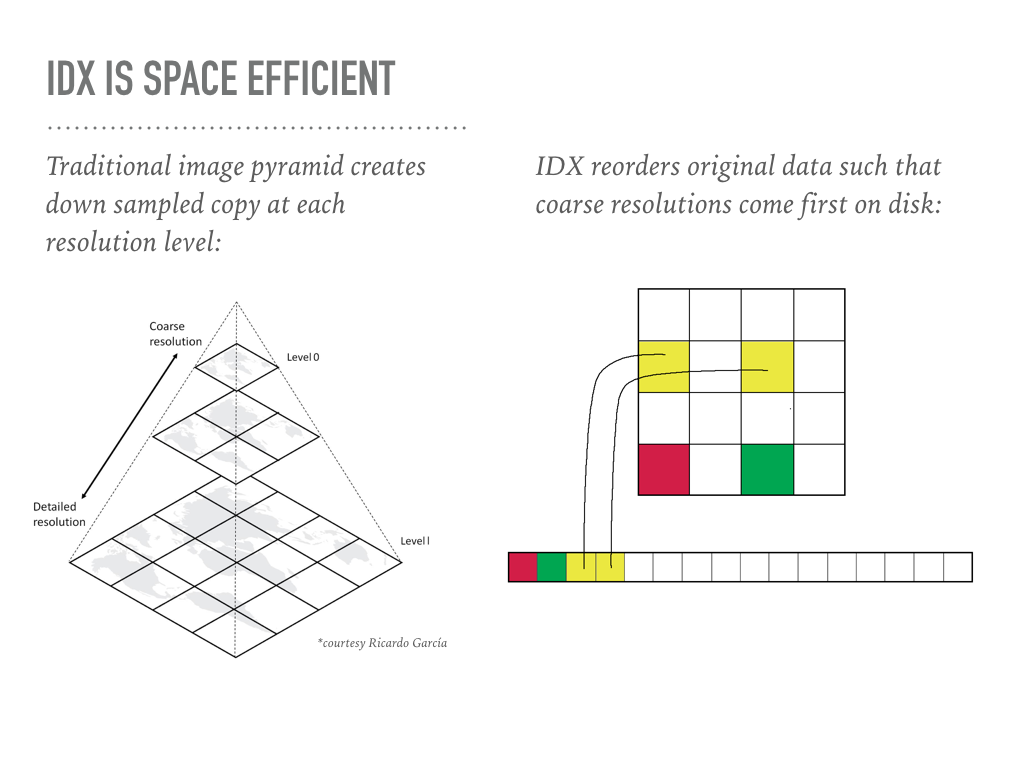 IDX IS SPACE EFFICIENT
Traditional image pyramid creates
down sampled copy at each
resolution level:
IDX reorders original data such that
coarse resolutions come first on disk:
Coarse
resolution
Level 0
Detailed
resolution
Level l
*courtesy Ricardo García